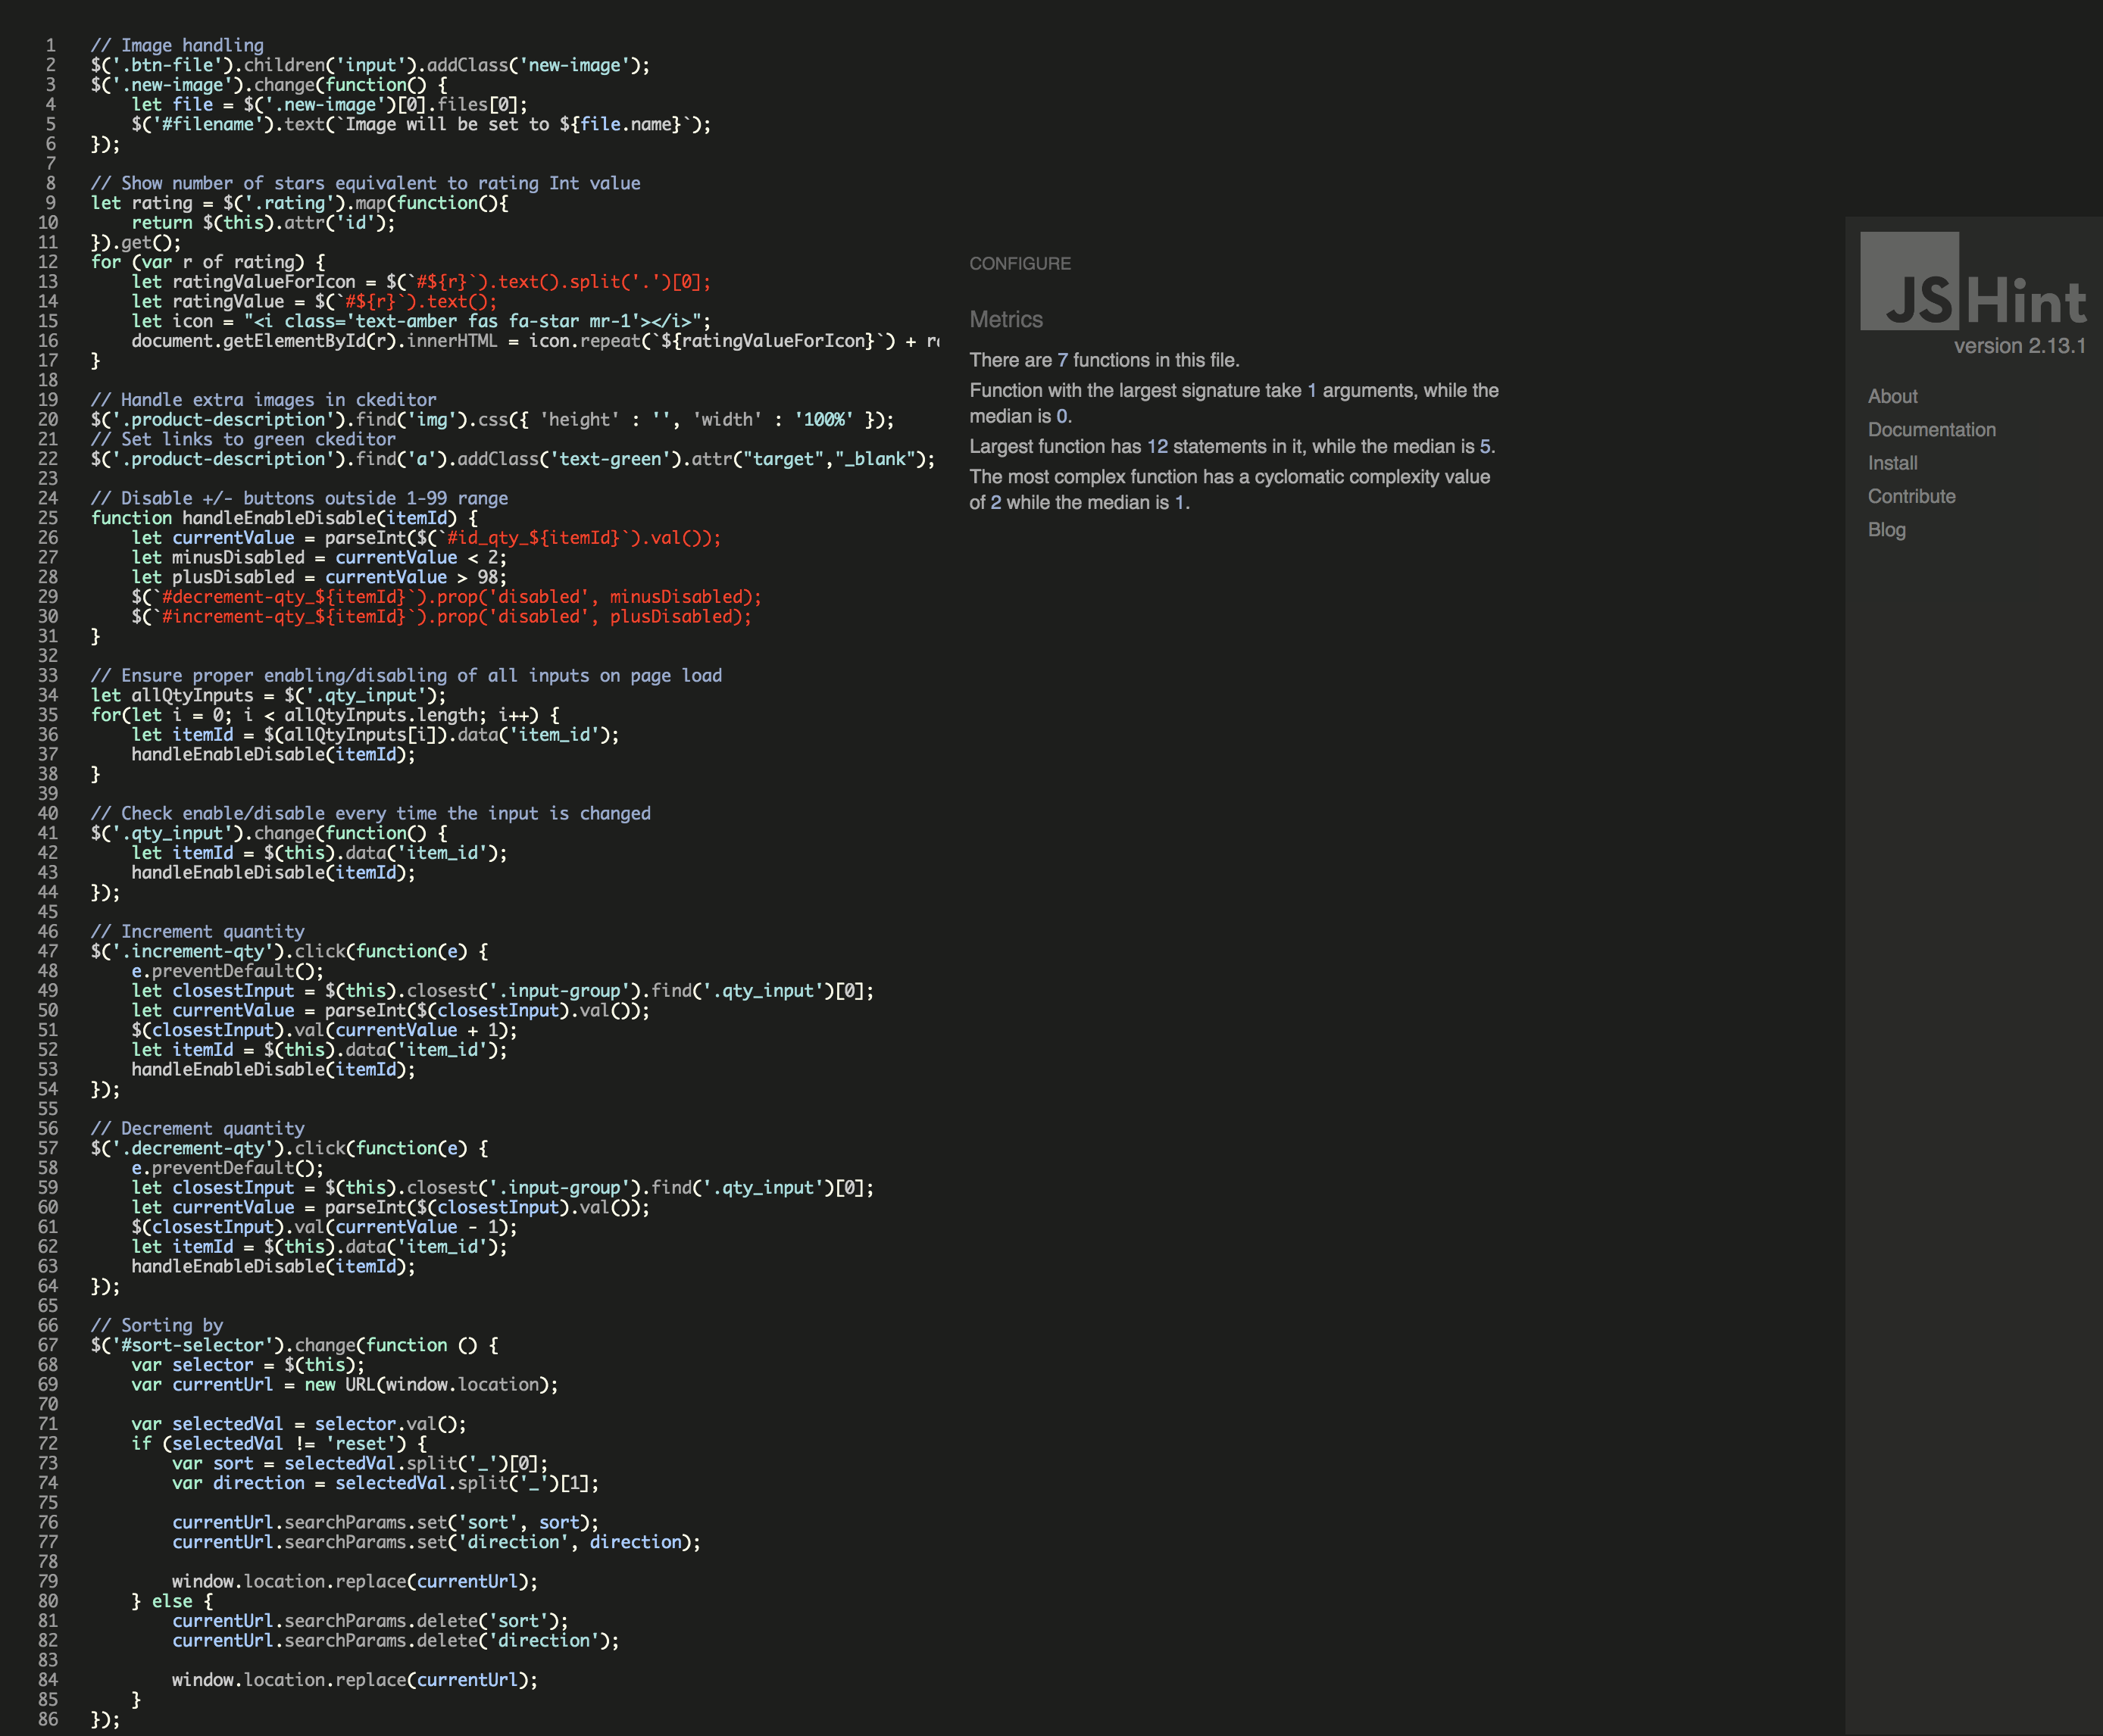 1 // Image handling
2 $('.btn-file').children('input').addClass('new-image');
3 $('.new-image').change(function() {
4     let file = $('.new-image')[0].files[0];
5     $('#filename').text(`Image will be set to ${file.name}`);
6 });
7
8 // Show number of stars equivalent to rating Int value
9 let rating = $('.rating').map(function(){
10     return $(this).attr('id');
11 }).get();
12 for (var r of rating) {
13     let ratingValueForIcon = $(`#${r}`).text().split('.')[0];
14     let ratingValue = $(`#${r}`).text();
15     let icon = "<i class='text-amber fas fa-star mr-1'></i>";
16     document.getElementById(r).innerHTML = icon.repeat(`${ratingValueForIcon}`) +
17 }
18
19 // Handle extra images in ckeditor
20 $('.product-description').find('img').css({ 'height' : '', 'width' : '100%' });
21 // Set links to green ckeditor
22 $('.product-description').find('a').addClass('text-green').attr("target","_blank");
23
24 // Disable +/- buttons outside 1-99 range
25 function handleEnableDisable(itemId) {
26     let currentValue = parseInt($(`#id_qty_${itemId}`).val());
27     let minusDisabled = currentValue < 2;
28     let plusDisabled = currentValue > 98;
29     $(`#decrement-qty_${itemId}`).prop('disabled', minusDisabled);
30     $(`#increment-qty_${itemId}`).prop('disabled', plusDisabled);
31 }
32
33 // Ensure proper enabling/disabling of all inputs on page load
34 let allQtyInputs = $('.qty_input');
35 for(let i = 0; i < allQtyInputs.length; i++) {
36     let itemId = $(allQtyInputs[i]).data('item_id');
37     handleEnableDisable(itemId);
38 }
39
40 // Check enable/disable every time the input is changed
41 $('.qty_input').change(function() {
42     let itemId = $(this).data('item_id');
43     handleEnableDisable(itemId);
44 });
45
46 // Increment quantity
47 $('.increment-qty').click(function(e) {
48     e.preventDefault();
49     let closestInput = $(this).closest('.input-group').find('.qty_input')[0];
50     let currentValue = parseInt($(closestInput).val());
51     $(closestInput).val(currentValue + 1);
52     let itemId = $(this).data('item_id');
53     handleEnableDisable(itemId);
54 });
55
56 // Decrement quantity
57 $('.decrement-qty').click(function(e) {
58     e.preventDefault();
59     let closestInput = $(this).closest('.input-group').find('.qty_input')[0];
60     let currentValue = parseInt($(closestInput).val());
61     $(closestInput).val(currentValue - 1);
62     let itemId = $(this).data('item_id');
63     handleEnableDisable(itemId);
64 });
65
66 // Sorting by
67 $('#sort-selector').change(function () {
68     var selector = $(this);
69     var currentUrl = new URL(window.location);
70
71     var selectedVal = selector.val();
72     if (selectedVal != 'reset') {
73         var sort = selectedVal.split('_')[0];
74         var direction = selectedVal.split('_')[1];
75
76         currentUrl.searchParams.set('sort', sort);
77         currentUrl.searchParams.set('direction', direction);
78
79         window.location.replace(currentUrl);
80     } else {
81         currentUrl.searchParams.delete('sort');
82         currentUrl.searchParams.delete('direction');
83
84         window.location.replace(currentUrl);
85     }
86 });
CONFIGURE
Metrics
There are 7 functions in this file.
Function with the largest signature take 1 arguments, while the
median is 0.
Largest function has 12 statements in it, while the median is 5.
The most complex function has a cyclomatic complexity value
of 2 while the median is 1.
JSHint
version 2.13.1
About
Documentation
Install
Contribute
Blog